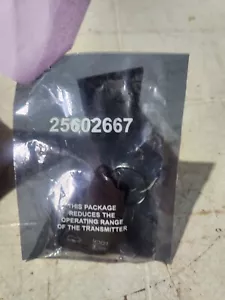 25602667
THIS PACKAGE
REDUCES THE
OPERATING RANGE
OF THE TRANSMITTER